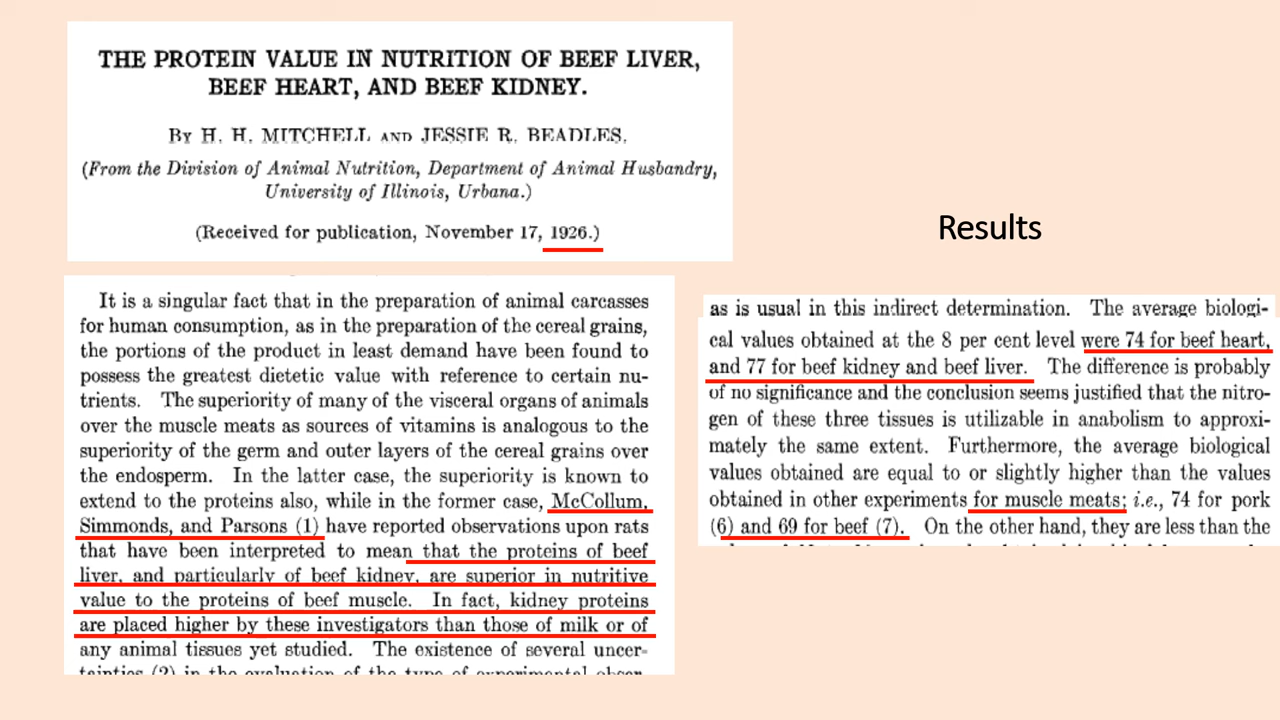 THE PROTEIN VALUE IN NUTRITION OF BEEF LIVER,
BEEF HEART, AND BEEF KIDNEY.
BY H. H. MITCHELL AND JESSIE R. BEADLES.
(From the Division of Animal Nutrition, Department of Animal Husbandry,
University of Illinois, Urbana.)
(Received for publication, November 17, 1926.)
It is a singular fact that in the preparation of animal carcasses
for human consumption, as in the preparation of the cereal grains,
the portions of the product in least demand have been found to
possess the greatest dietetic value with reference to certain nu-
trients. The superiority of many of the visceral organs of animals
over the muscle meats as sources of vitamins is analogous to the
superiority of the germ and outer layers of the cereal grains over
the endosperm. In the latter case, the superiority is known to
extend to the proteins also, while in the former case, McCollum,
Simmonds, and Parsons (1) have reported observations upon rats
that have been interpreted to mean that the proteins of beef
liver, and particularly of beef kidney, are superior in nutritive
value to the proteins of beef muscle. In fact, kidney proteins
are placed higher by these investigators than those of milk or of
any animal tissues yet studied. The existence of several uncer-
tainties (2) in the evaluation of the type of experimental obser-
Results
as is usual in this indirect determination. The average biologi-
cal values obtained at the 8 per cent level were 74 for beef heart,
and 77 for beef kidney and beef liver. The difference is probably
of no significance and the conclusion seems justified that the nitro-
gen of these three tissues is utilizable in anabolism to approxi-
mately the same extent. Furthermore, the average biological
values obtained are equal to or slightly higher than the values
obtained in other experiments for muscle meats; i.e., 74 for pork
(6) and 69 for beef (7). On the other hand, they are less than the